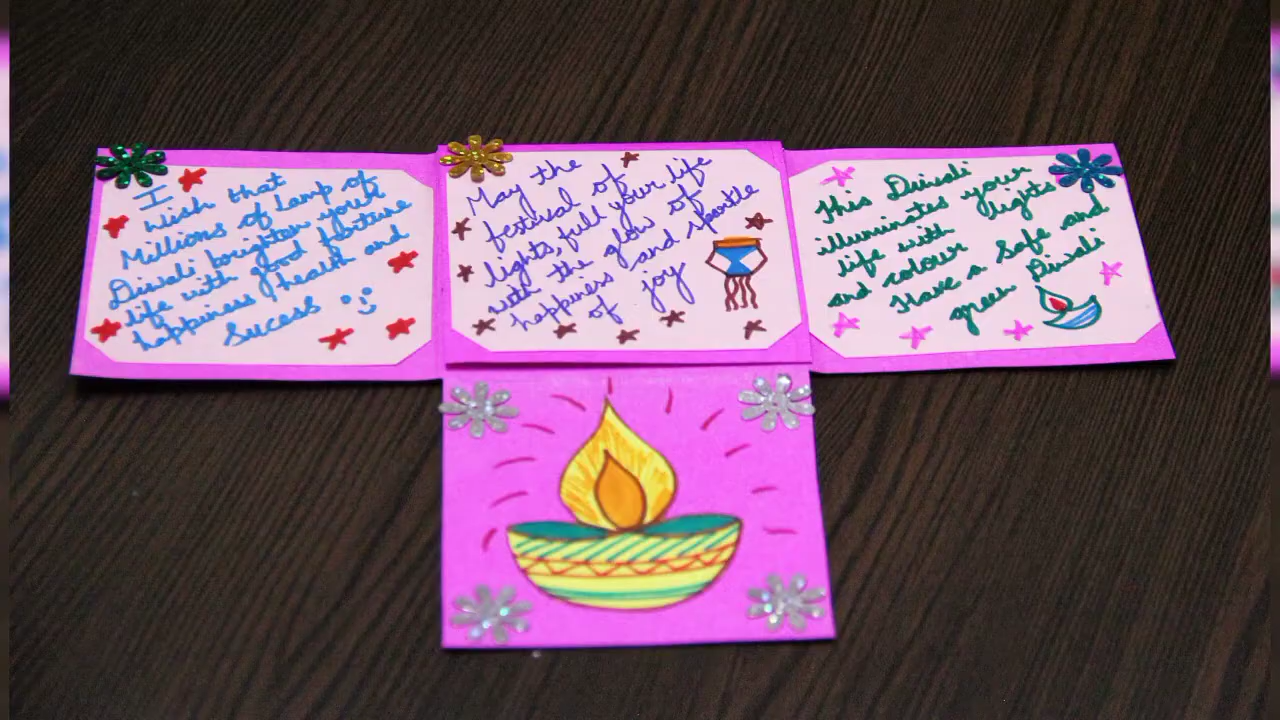 I
wish that
Millions of Lamp of
Diwali brighten your
life with good fortune
happiness, health and
Sucess
May the
festival of
lights, full your life
with the glow of
happiness and sparkle
of joy
This Diwali
illuminates your
life with lights
and colour
Have a safe and
green Diwali